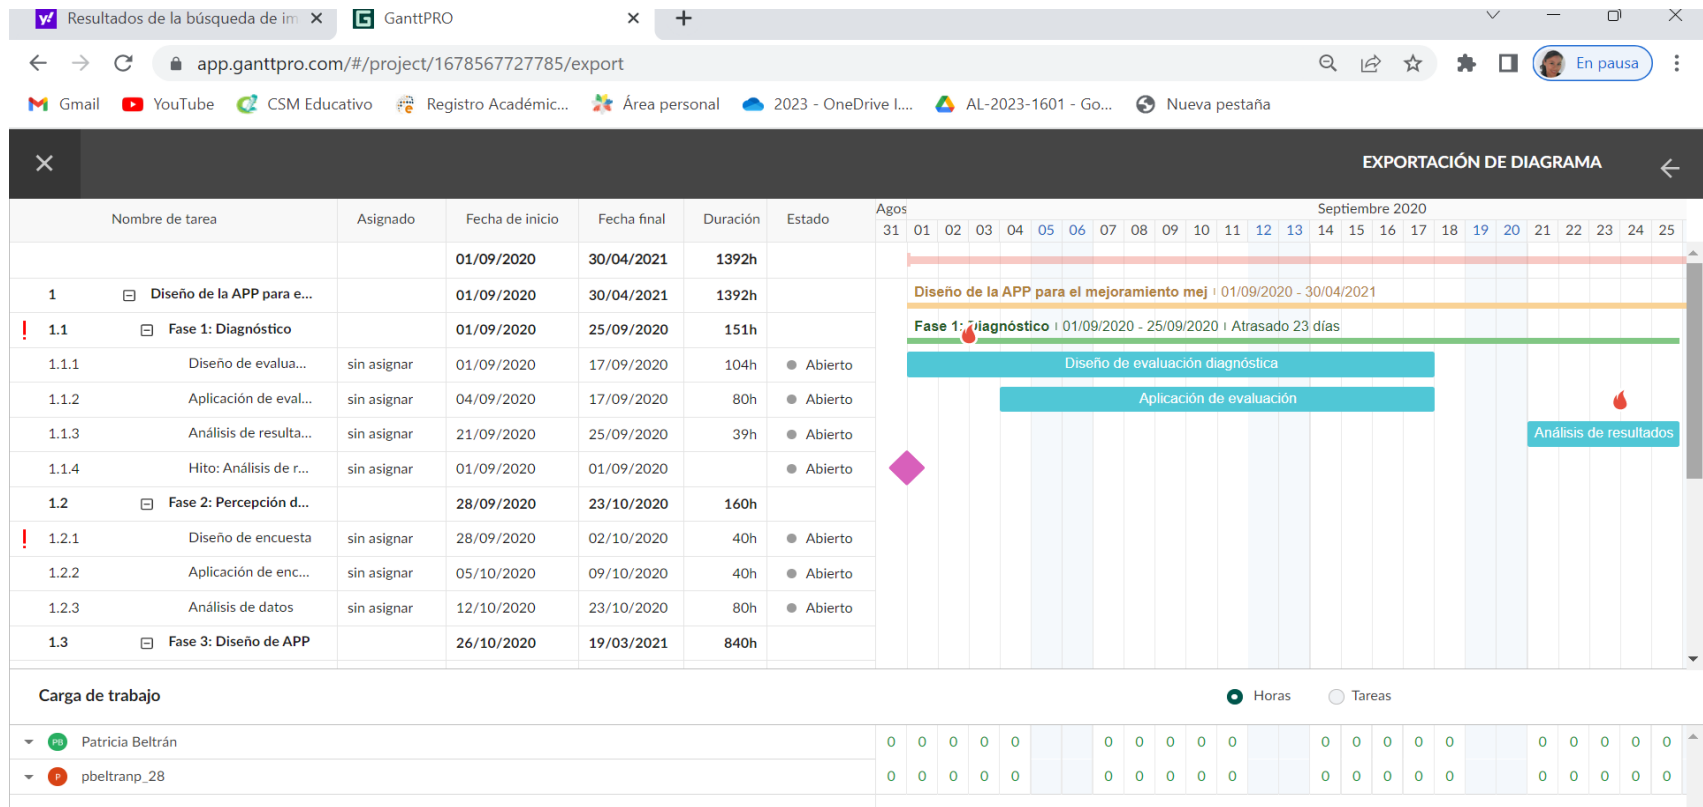 Resultados de la búsqueda de im
GanttPRO
app.ganttpro.com/#/project/1678567727785/export
En pausa
Gmail YouTube CSM Educativo Registro Académic... Área personal 2023 - OneDrive I.... AL-2023-1601 - Go... Nueva pestaña
EXPORTACIÓN DE DIAGRAMA
Nombre de tarea Asignado Fecha de inicio Fecha final Duración Estado
Agos Septiembre 2020
31 01 02 03 04 05 06 07 08 09 10 11 12 13 14 15 16 17 18 19 20 21 22 23 24 25
01/09/2020 30/04/2021 1392h
1 Diseño de la APP para e... 01/09/2020 30/04/2021 1392h
Diseño de la APP para el mejoramiento mej 01/09/2020 - 30/04/2021
1.1 Fase 1: Diagnóstico 01/09/2020 25/09/2020 151h
Fase 1: Diagnóstico 01/09/2020 - 25/09/2020 Atrasado 23 días
1.1.1 Diseño de evalua... sin asignar 01/09/2020 17/09/2020 104h Abierto
Diseño de evaluación diagnóstica
1.1.2 Aplicación de eval... sin asignar 04/09/2020 17/09/2020 80h Abierto
Aplicación de evaluación
1.1.3 Análisis de resulta... sin asignar 21/09/2020 25/09/2020 39h Abierto
Análisis de resultados
1.1.4 Hito: Análisis de r... sin asignar 01/09/2020 01/09/2020 Abierto
1.2 Fase 2: Percepción d... 28/09/2020 23/10/2020 160h
1.2.1 Diseño de encuesta sin asignar 28/09/2020 02/10/2020 40h Abierto
1.2.2 Aplicación de enc... sin asignar 05/10/2020 09/10/2020 40h Abierto
1.2.3 Análisis de datos sin asignar 12/10/2020 23/10/2020 80h Abierto
1.3 Fase 3: Diseño de APP 26/10/2020 19/03/2021 840h
Carga de trabajo Horas Tareas
PB Patricia Beltrán 0 0 0 0 0 0 0 0 0 0 0 0 0 0 0 0 0 0 0 0
P pbeltranp_28 0 0 0 0 0 0 0 0 0 0 0 0 0 0 0 0 0 0 0 0